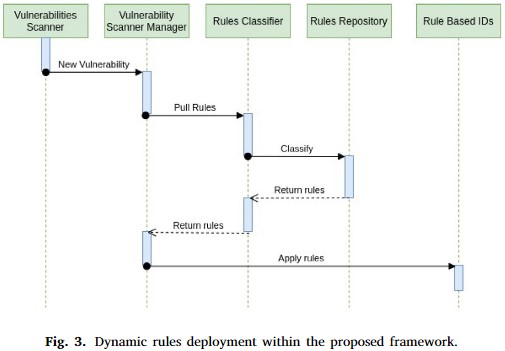 Vulnerabilities
Scanner
Vulnerability
Scanner Manager
Rules Classifier
Rules Repository
Rule Based IDs
New Vulnerability
Pull Rules
Classify
Return rules
Return rules
Apply rules
Fig. 3. Dynamic rules deployment within the proposed framework.